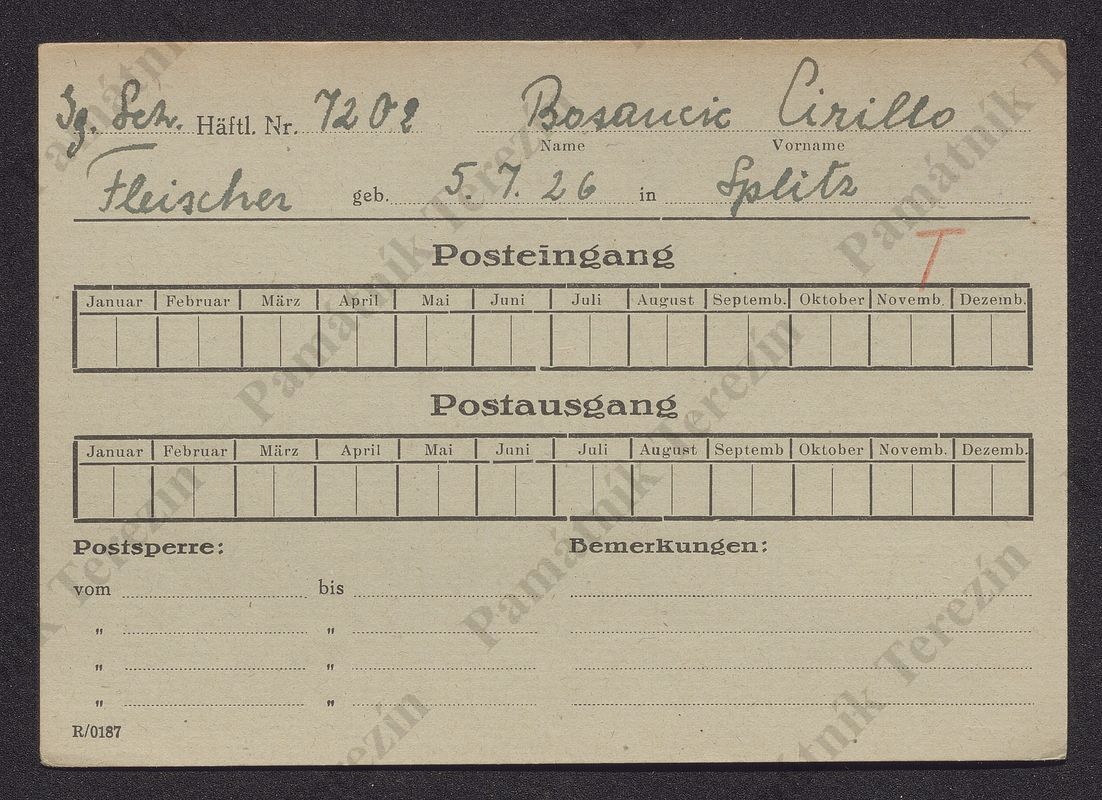 Jg. Sch. Häftl. Nr. 7202 Bosancic Cirillo
Name Vorname
Fleischer geb. 5. 7. 26 in Splitz
T
Posteingang
Januar Februar März April Mai Juni Juli August Septemb. Oktober Novemb. Dezemb.
Postausgang
Januar Februar März April Mai Juni Juli August Septemb Oktober Novemb. Dezemb.
Postsperre: Bemerkungen:
vom bis
" "
" "
" "
R/0187
Památník Terezín